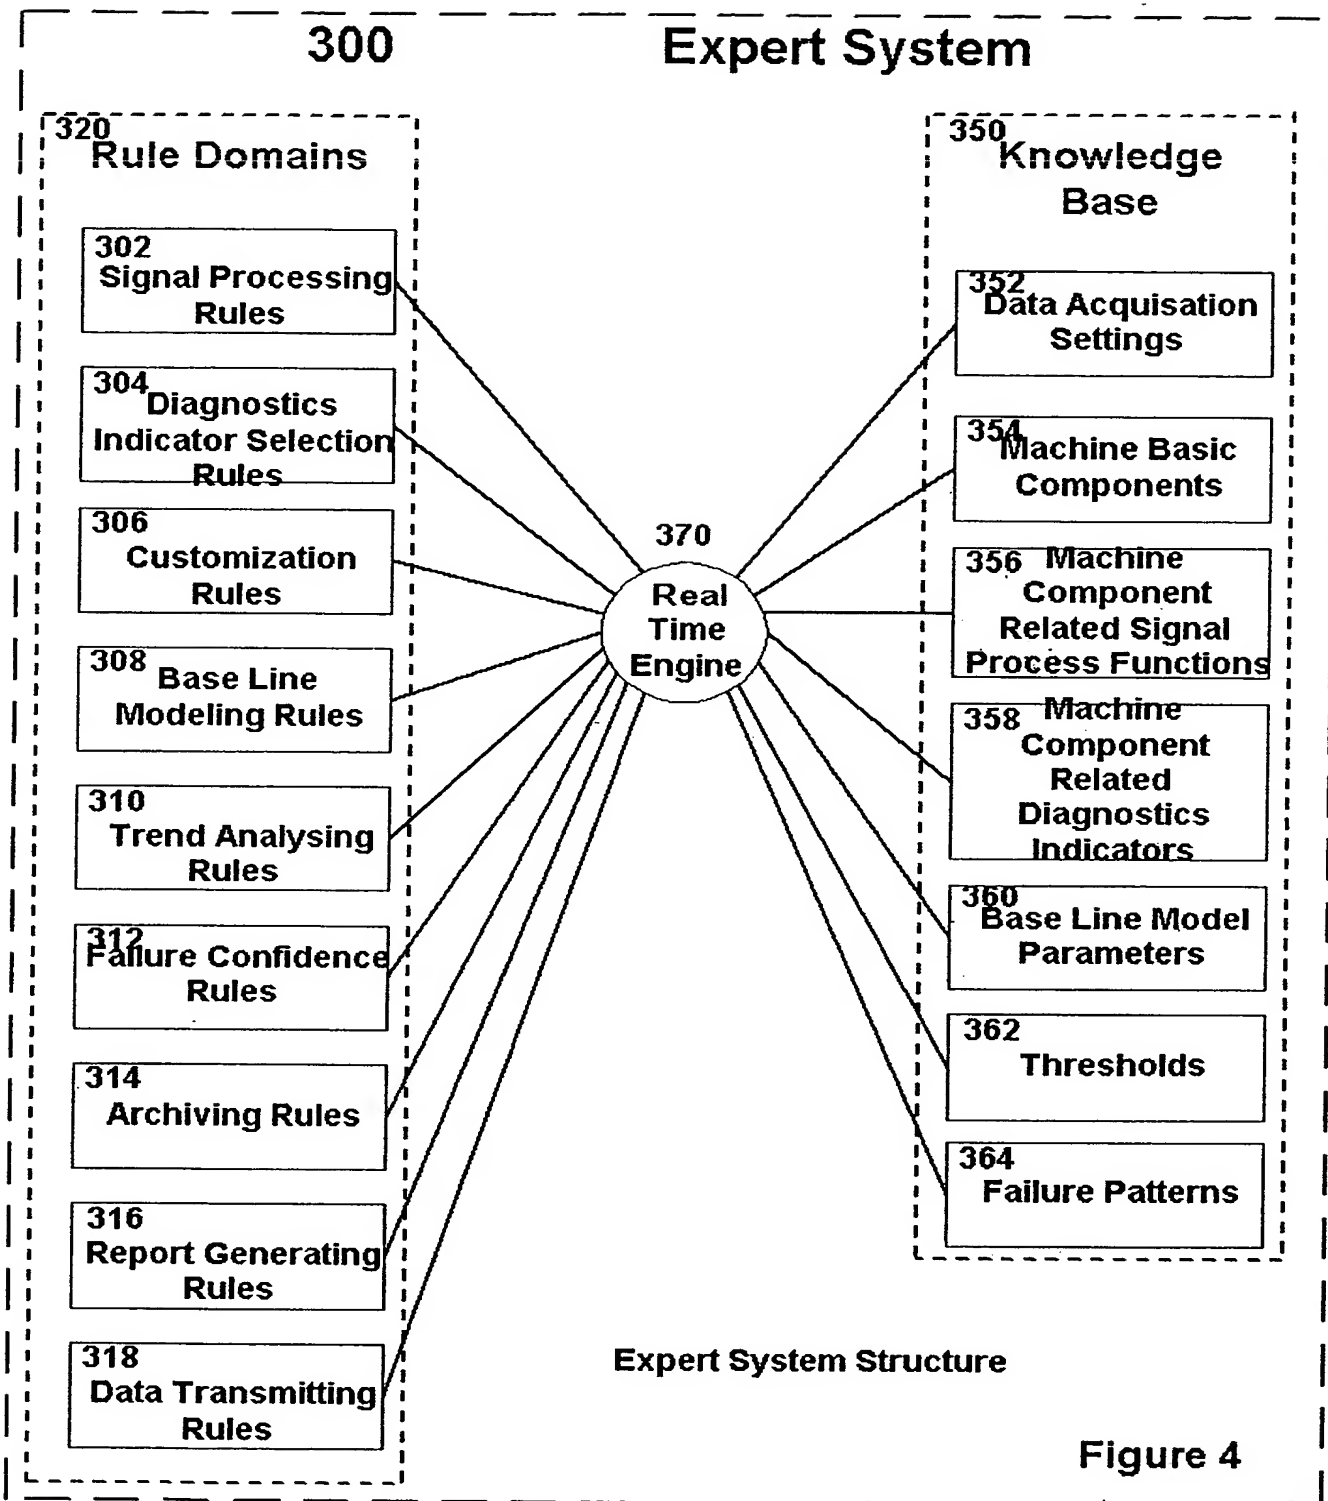 300
Expert System
320
Rule Domains
302
Signal Processing
Rules
304
Diagnostics
Indicator Selection
Rules
306
Customization
Rules
308
Base Line
Modeling Rules
310
Trend Analysing
Rules
312
Failure Confidence
Rules
314
Archiving Rules
316
Report Generating
Rules
318
Data Transmitting
Rules
370
Real
Time
Engine
350
Knowledge
Base
352
Data Acquisation
Settings
354
Machine Basic
Components
356
Machine
Component
Related Signal
Process Functions
358
Machine
Component
Related
Diagnostics
Indicators
360
Base Line Model
Parameters
362
Thresholds
364
Failure Patterns
Expert System Structure
Figure 4